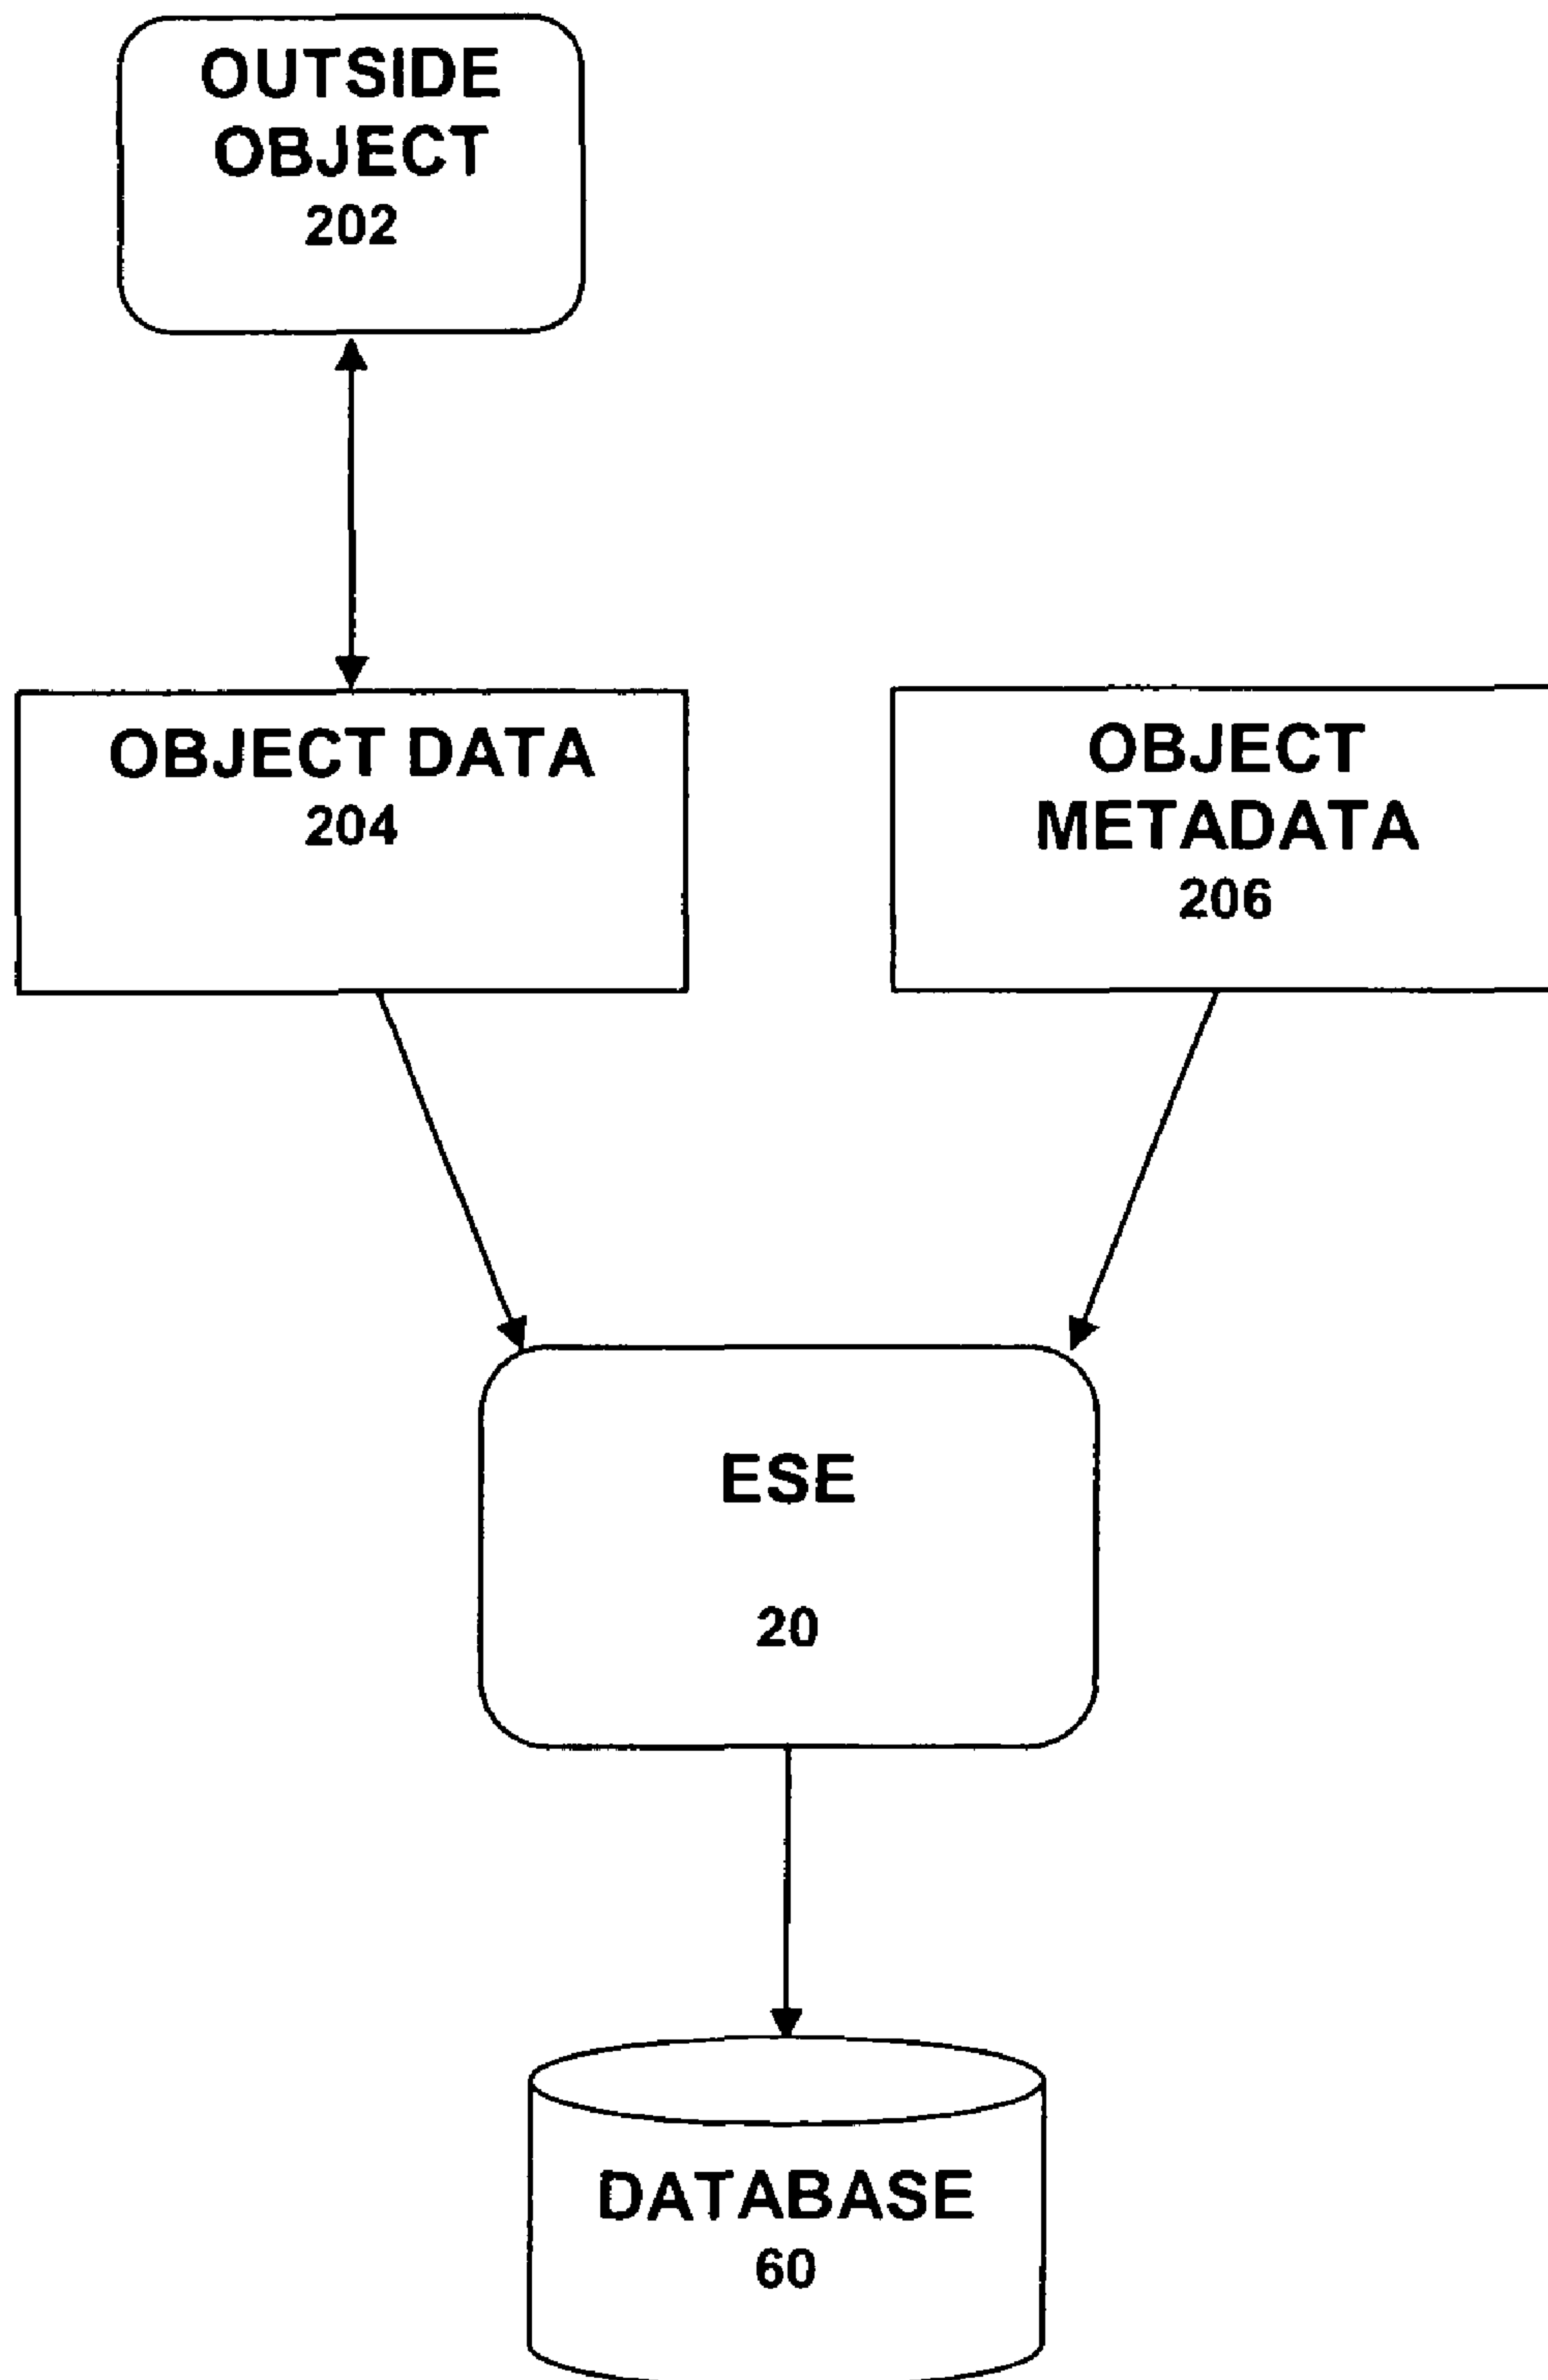 OUTSIDE
OBJECT
202
OBJECT DATA
204
OBJECT
METADATA
206
ESE
20
DATABASE
60